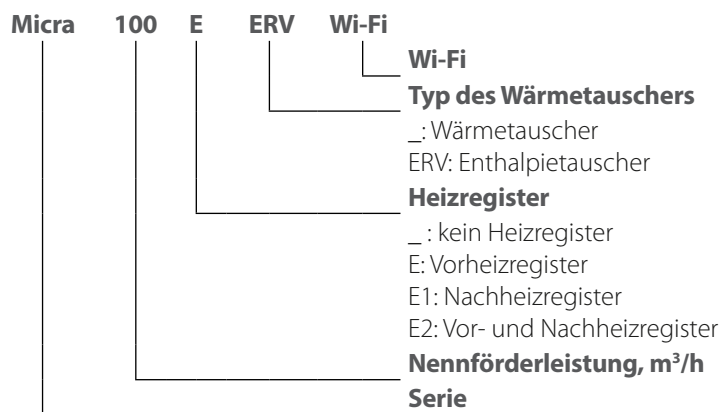 Micra 100 E ERV Wi-Fi
Wi-Fi
Typ des Wärmetauschers
_: Wärmetauscher
ERV: Enthalpietauscher
Heizregister
_ : kein Heizregister
E: Vorheizregister
E1: Nachheizregister
E2: Vor- und Nachheizregister
Nennförderleistung, m³/h
Serie